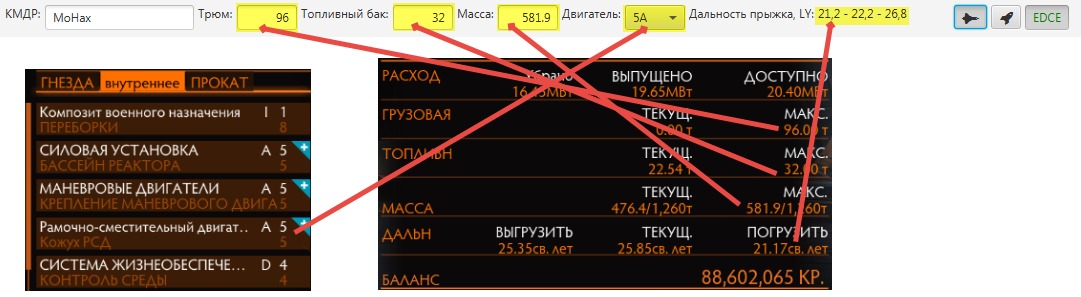 КМДР: МоНах Трюм: 96 Топливный бак: 32 Масса: 581.9 Двигатель: 5A Дальность прыжка, LY: 21,2 - 22,2 - 26,8 EDCE
ГНЕЗДА внутреннее ПРОКАТ
Композит военного назначения I 1
ПЕРЕБОРКИ 8
СИЛОВАЯ УСТАНОВКА A 5
БАССЕЙН РЕАКТОРА 5
МАНЕВРОВЫЕ ДВИГАТЕЛИ A 5
КРЕПЛЕНИЕ МАНЕВРОВОГО ДВИГА 5
Рамочно-сместительный двигат.. A 5
Кожух РСД 5
СИСТЕМА ЖИЗНЕОБЕСПЕЧЕ... D 4
КОНТРОЛЬ СРЕДЫ 4
РАСХОД Убрано ВЫПУЩЕНО ДОСТУПНО
16.45МВт 19.65МВт 20.40МВт
ГРУЗОВАЯ ТЕКУЩ. МАКС.
0.00 т 96.00 т
ТОПЛИВН ТЕКУЩ. МАКС.
22.54 т 32.00 т
ТЕКУЩ. МАКС.
МАССА 476.4/1,260т 581.9/1,260т
ДАЛЬН ВЫГРУЗИТЬ ТЕКУЩ. ПОГРУЗИТЬ
25.35св. лет 25.85св. лет 21.17св. лет
БАЛАНС 88,602,065 КР.